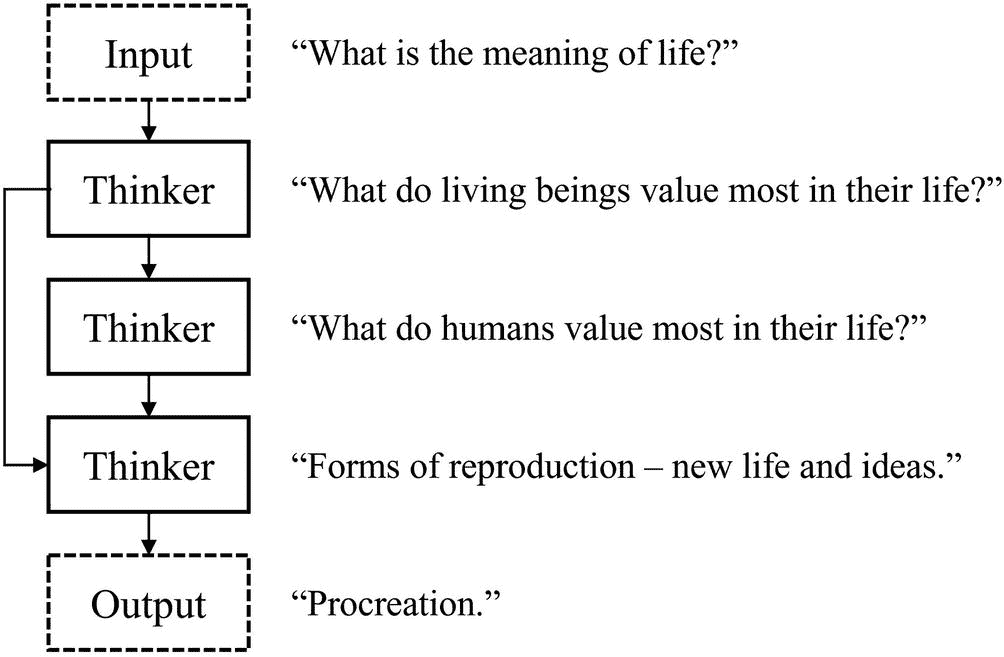 Input “What is the meaning of life?”
Thinker “What do living beings value most in their life?”
Thinker “What do humans value most in their life?”
Thinker “Forms of reproduction – new life and ideas.”
Output “Procreation.”